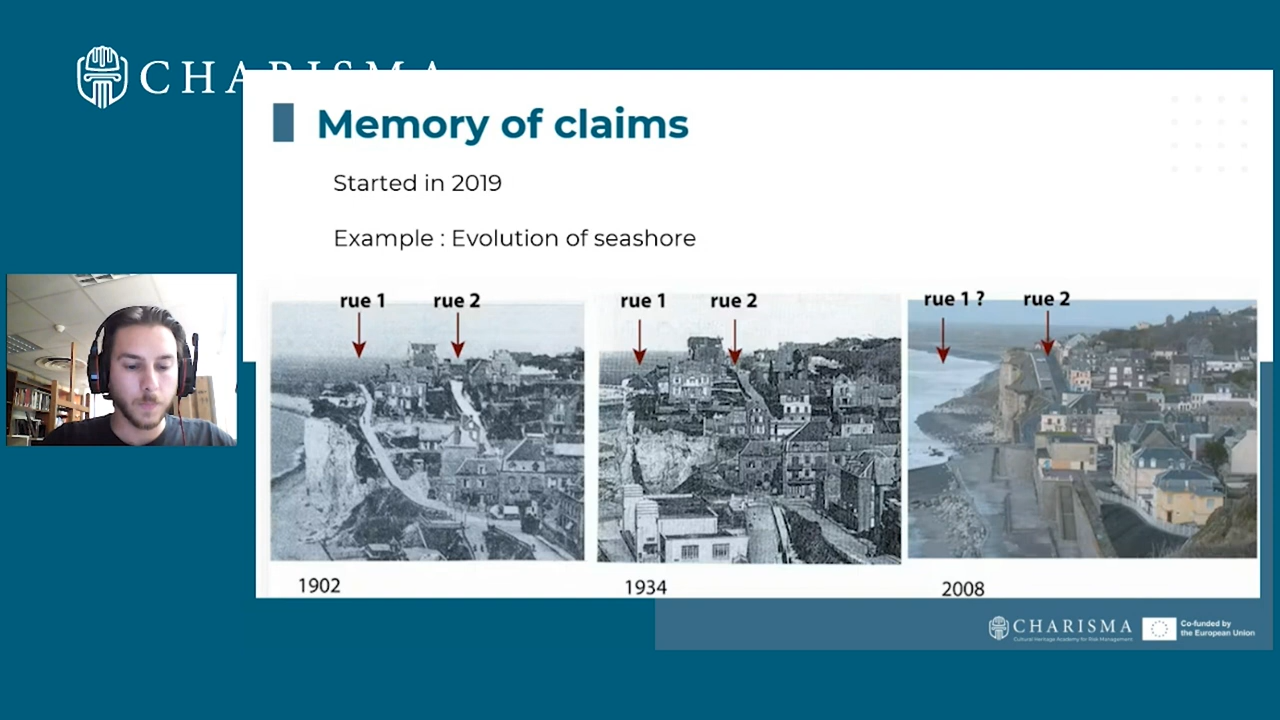 CHARISMA
Memory of claims
Started in 2019
Example : Evolution of seashore
rue 1
rue 2
rue 1
rue 2
rue 1 ?
rue 2
1902
1934
2008
CHARISMA
Cultural Heritage Academy for Risk Management
Co-funded by
the European Union